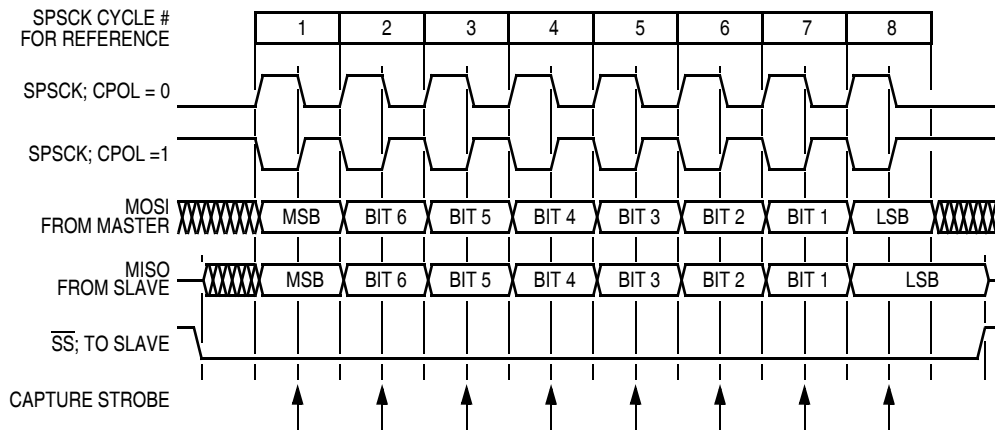 SPSCK CYCLE #
FOR REFERENCE
1 2 3 4 5 6 7 8
SPSCK; CPOL = 0
SPSCK; CPOL =1
MOSI
FROM MASTER
MSB BIT 6 BIT 5 BIT 4 BIT 3 BIT 2 BIT 1 LSB
MISO
FROM SLAVE
MSB BIT 6 BIT 5 BIT 4 BIT 3 BIT 2 BIT 1 LSB
S̅S̅; TO SLAVE
CAPTURE STROBE